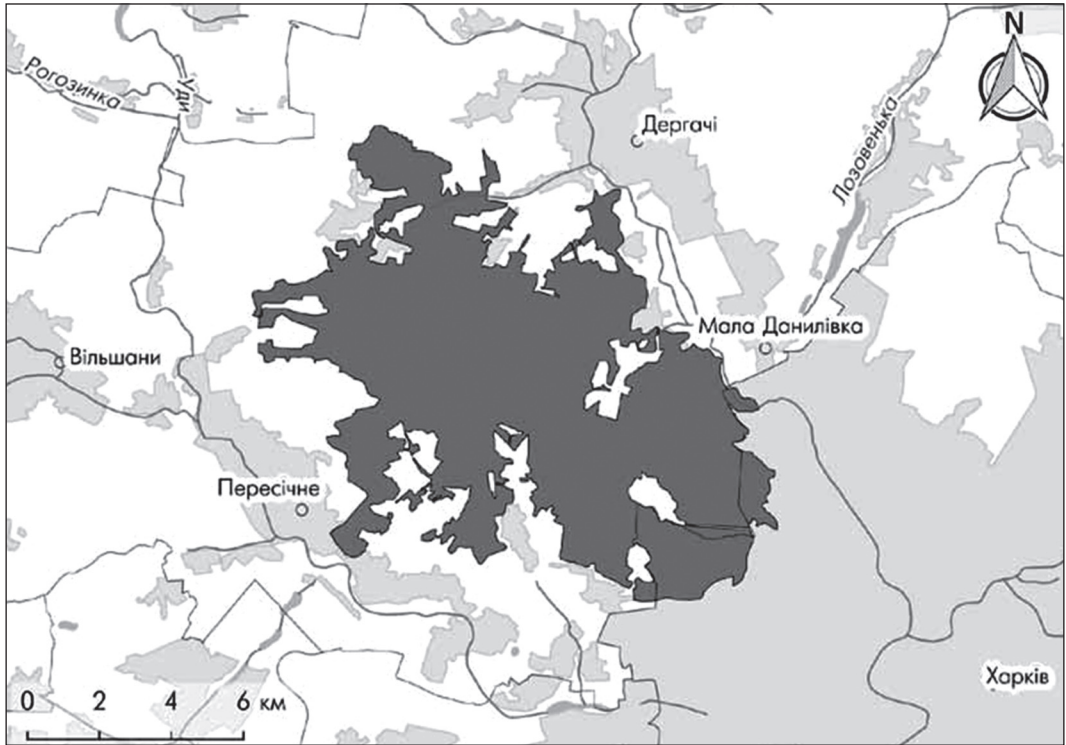 N
Рогозинка
Уди
Дергачі
Лозовенька
Мала Данилівка
Вільшани
Пересічне
Харків
0 2 4 6 км